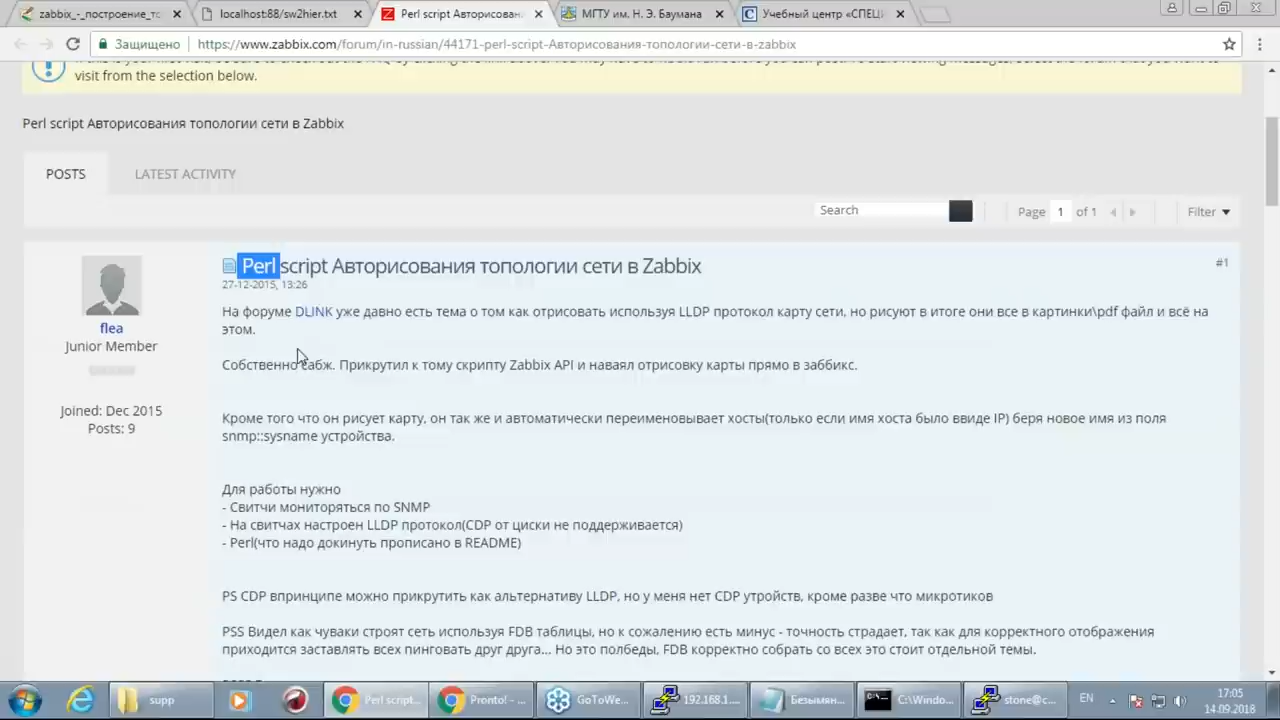 zabbix_-_построение_то
localhost:88/sw2hier.txt
Perl script Авторисован
МГТУ им. Н. Э. Баумана
Учебный центр «СПЕЦИ
Защищено
https://www.zabbix.com/forum/in-russian/44171-perl-script-Авторисования-топологии-сети-в-zabbix
visit from the selection below.
Perl script Авторисования топологии сети в Zabbix
POSTS
LATEST ACTIVITY
Search
Page 1 of 1
Filter
Perl script Авторисования топологии сети в Zabbix
#1
27-12-2015, 13:26
flea
Junior Member
Joined: Dec 2015
Posts: 9
На форуме DLINK уже давно есть тема о том как отрисовать используя LLDP протокол карту сети, но рисуют в итоге они все в картинки\pdf файл и всё на
этом.
Собственно сабж. Прикрутил к тому скрипту Zabbix API и наваял отрисовку карты прямо в заббикс.
Кроме того что он рисует карту, он так же и автоматически переименовывает хосты(только если имя хоста было ввиде IP) беря новое имя из поля
snmp::sysname устройства.
Для работы нужно
- Свитчи мониторяться по SNMP
- На свитчах настроен LLDP протокол(CDP от циски не поддерживается)
- Perl(что надо докинуть прописано в README)
PS CDP впринципе можно прикрутить как альтернативу LLDP, но у меня нет CDP утройств, кроме разве что микротиков
PSS Видел как чуваки строят сеть используя FDB таблицы, но к сожалению есть минус - точность страдает, так как для корректного отображения
приходится заставлять всех пинговать друг друга... Но это полбеды, FDB корректно собрать со всех это стоит отдельной темы.
supp
Perl script...
Pronto! -...
GoToWe...
192.168.1....
Безымян...
C:\Windo...
stone@c...
EN
17:05
14.09.2018